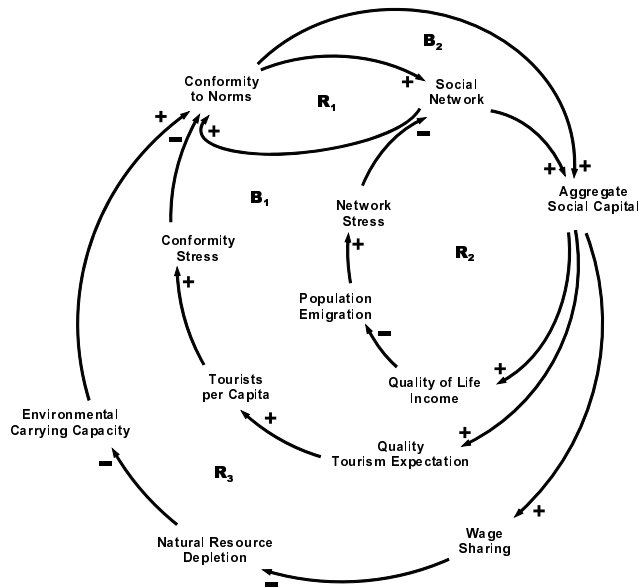 B2
Conformity
to Norms
+
Social
Network
R1
+
−
+
−
+
+
Aggregate
Social Capital
B1
Network
Stress
Conformity
Stress
+
R2
+
Population
Emigration
−
+
Tourists
per Capita
Quality of Life
Income
Environmental
Carrying Capacity
+
+
Quality
Tourism Expectation
−
R3
+
Natural Resource
Depletion
Wage
Sharing
−